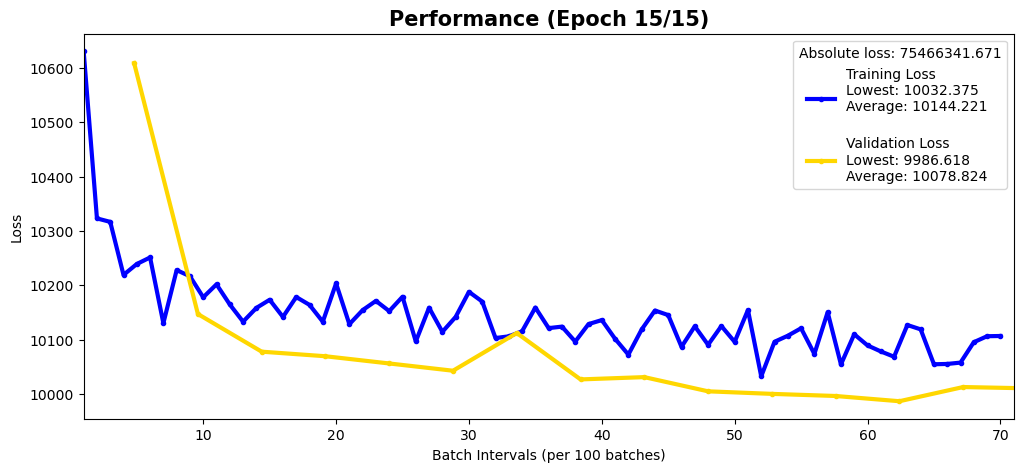 Performance (Epoch 15/15)
Absolute loss: 75466341.671
Training Loss
Lowest: 10032.375
Average: 10144.221
Validation Loss
Lowest: 9986.618
Average: 10078.824
Loss
10600
10500
10400
10300
10200
10100
10000
10 20 30 40 50 60 70
Batch Intervals (per 100 batches)